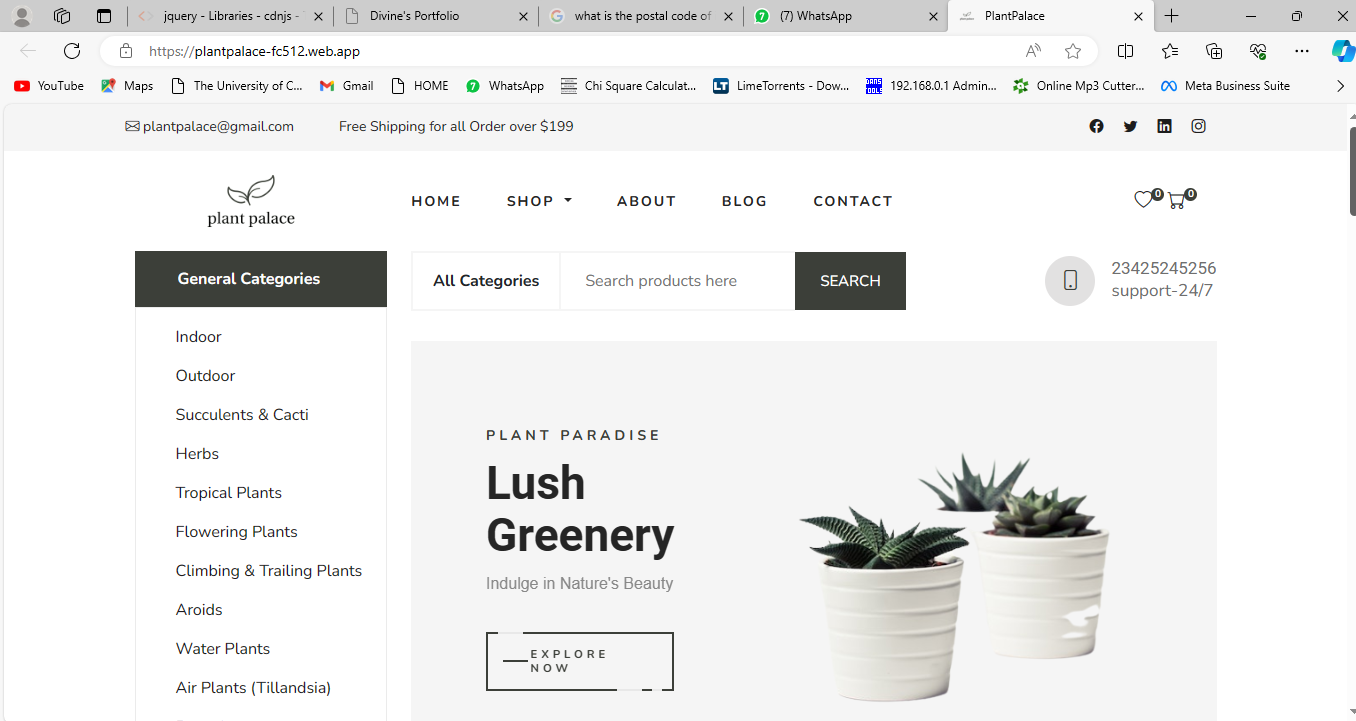 jquery - Libraries - cdnjs -
Divine's Portfolio
what is the postal code of
(7) WhatsApp
PlantPalace
https://plantpalace-fc512.web.app
YouTube
Maps
The University of C...
Gmail
HOME
WhatsApp
Chi Square Calculat...
LimeTorrents - Dow...
192.168.0.1 Admin...
Online Mp3 Cutter...
Meta Business Suite
plantpalace@gmail.com
Free Shipping for all Order over $199
plant palace
HOME
SHOP
ABOUT
BLOG
CONTACT
0
0
General Categories
All Categories
Search products here
SEARCH
23425245256
support-24/7
Indoor
Outdoor
Succulents & Cacti
Herbs
Tropical Plants
Flowering Plants
Climbing & Trailing Plants
Aroids
Water Plants
Air Plants (Tillandsia)
PLANT PARADISE
Lush
Greenery
Indulge in Nature's Beauty
EXPLORE
NOW